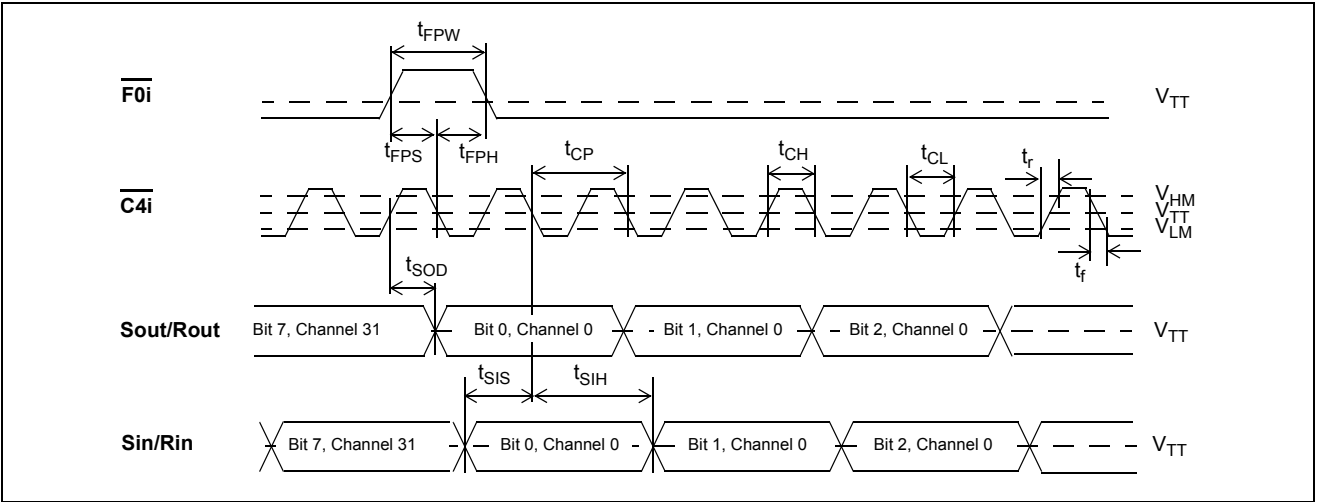 tFPW
F0i
VTT
tFPS tFPH tCP tCH tCL tr
C4i
VHM
VTT
VLM
tSOD tf
Sout/Rout Bit 7, Channel 31 Bit 0, Channel 0 Bit 1, Channel 0 Bit 2, Channel 0 VTT
tSIS tSIH
Sin/Rin Bit 7, Channel 31 Bit 0, Channel 0 Bit 1, Channel 0 Bit 2, Channel 0 VTT